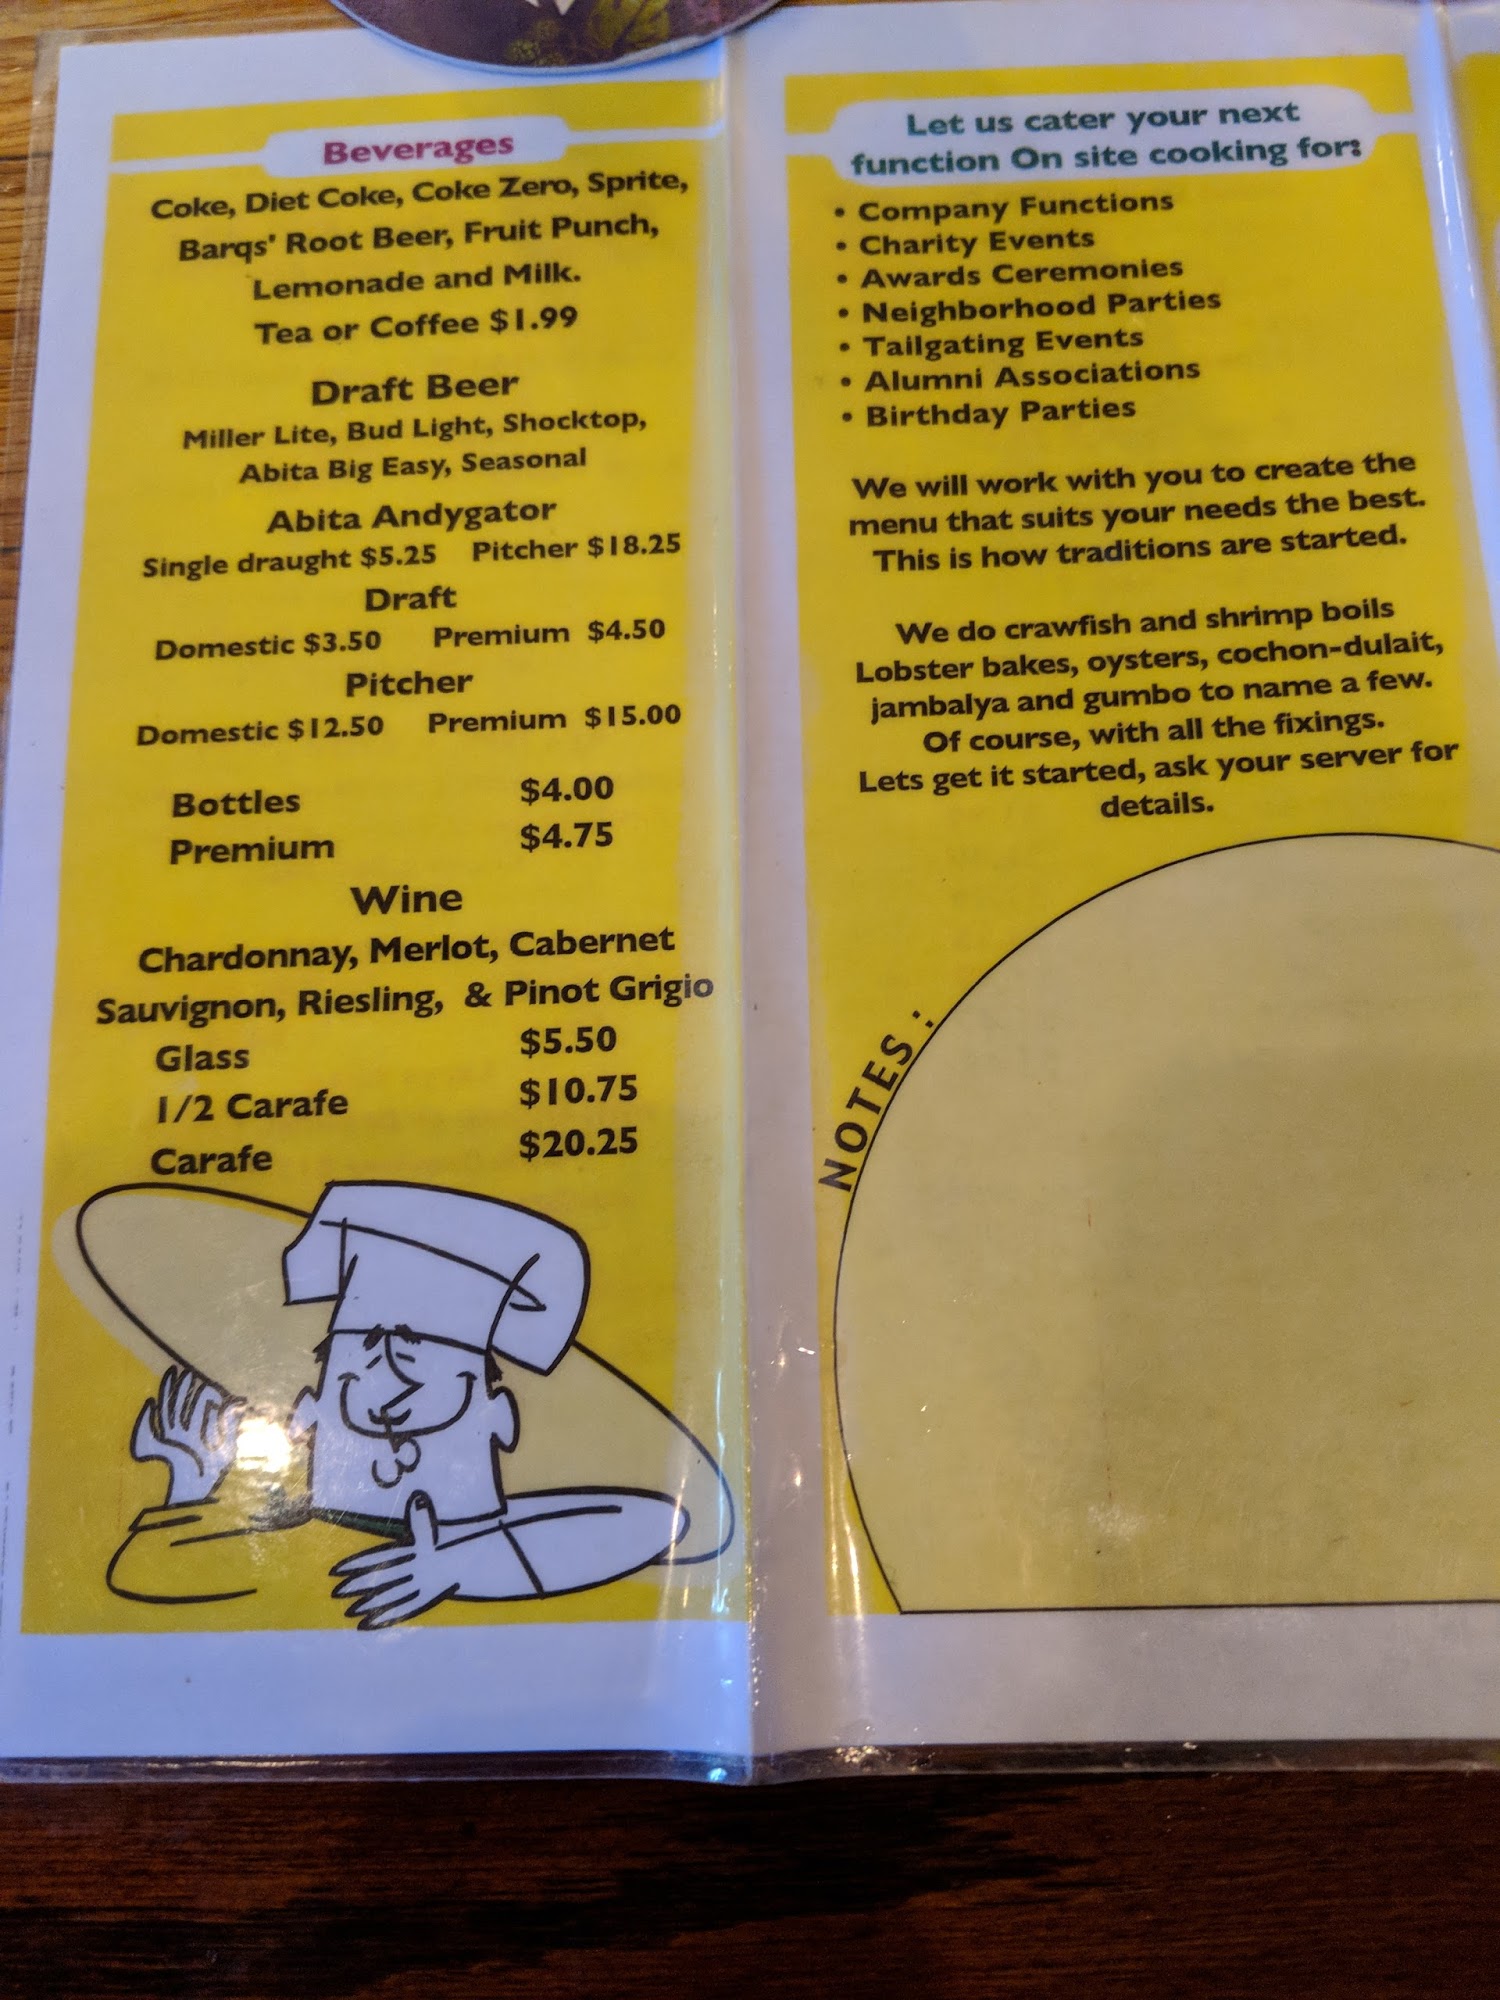 Beverages
Coke, Diet Coke, Coke Zero, Sprite,
Barqs' Root Beer, Fruit Punch,
Lemonade and Milk.
Tea or Coffee $1.99
Draft Beer
Miller Lite, Bud Light, Shocktop,
Abita Big Easy, Seasonal
Abita Andygator
Single draught $5.25 Pitcher $18.25
Draft
Domestic $3.50 Premium $4.50
Pitcher
Domestic $12.50 Premium $15.00
Bottles $4.00
Premium $4.75
Wine
Chardonnay, Merlot, Cabernet
Sauvignon, Riesling, & Pinot Grigio
Glass $5.50
1/2 Carafe $10.75
Carafe $20.25
Let us cater your next
function On site cooking for:
• Company Functions
• Charity Events
• Awards Ceremonies
• Neighborhood Parties
• Tailgating Events
• Alumni Associations
• Birthday Parties
We will work with you to create the
menu that suits your needs the best.
This is how traditions are started.
We do crawfish and shrimp boils
Lobster bakes, oysters, cochon-dulait,
jambalya and gumbo to name a few.
Of course, with all the fixings.
Lets get it started, ask your server for
details.
NOTES :